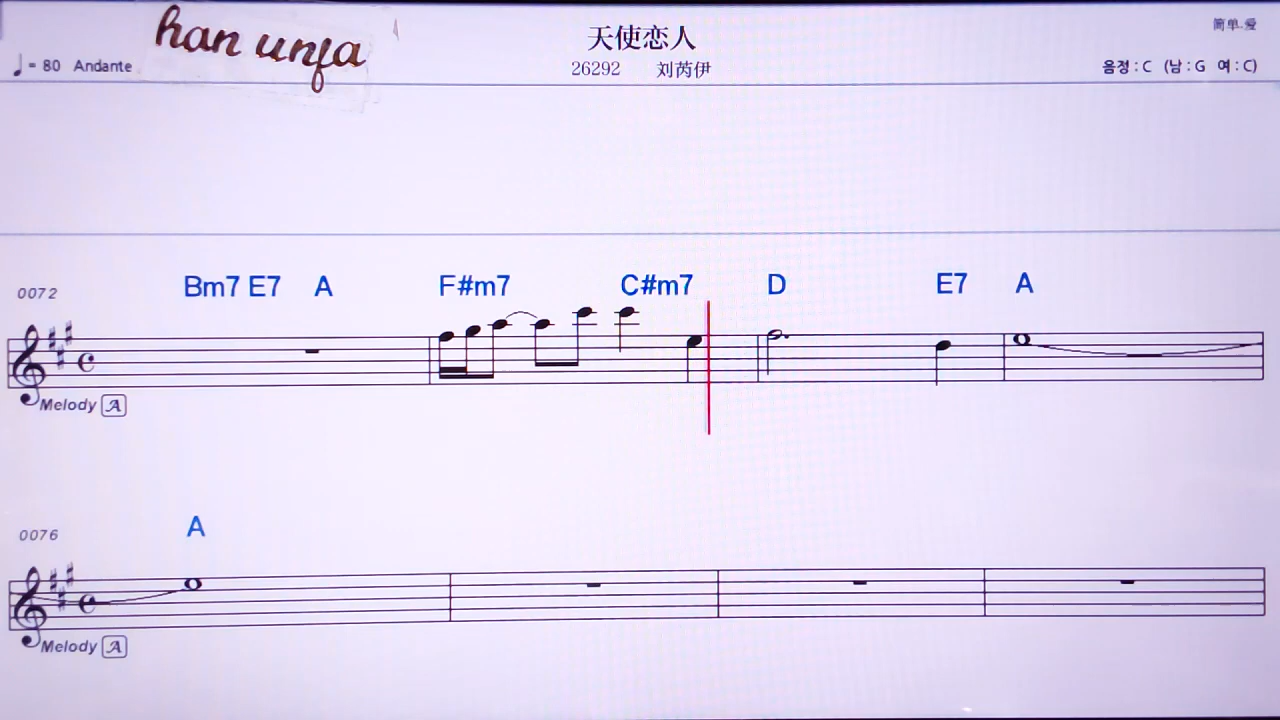 han unfa
天使恋人
简单.爱
♩= 80 Andante
26292 刘芮伊
음정 : C (남 : G 여 : C)
Bm7 E7 A F#m7 C#m7 D E7 A
0072
Melody A
A
0076
Melody A